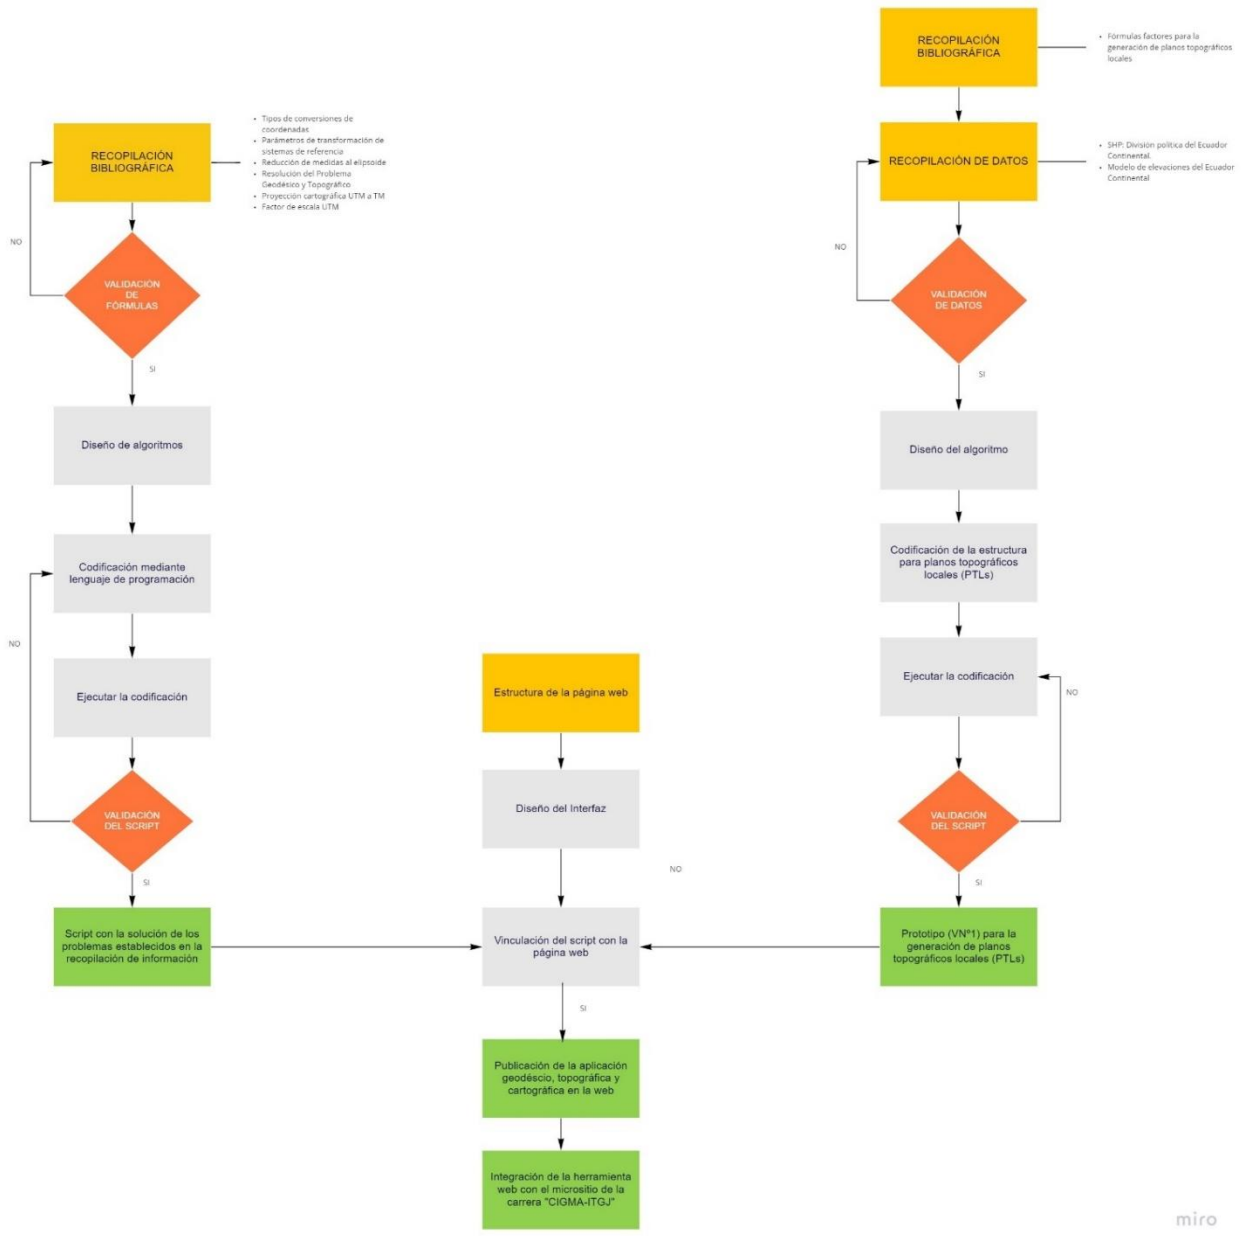 RECOPILACIÓN
BIBLIOGRÁFICA
• Tipos de conversiones de
coordenadas
• Parámetros de transformación de
sistemas de referencia
• Reducción de medidas al elipsoide
• Resolución del Problema
Geodésico y Topográfico
• Proyección cartográfica UTM a TM
• Factor de escala UTM
NO
VALIDACIÓN
DE
FÓRMULAS
SI
Diseño de algoritmos
Codificación mediante
lenguaje de programación
NO
Ejecutar la codificación
VALIDACIÓN
DEL SCRIPT
SI
Script con la solución de los
problemas establecidos en la
recopilación de información
Estructura de la página web
Diseño del Interfaz
NO
Vinculación del script con la
página web
SI
Publicación de la aplicación
geodéscio, topográfica y
cartográfica en la web
Integración de la herramienta
web con el micrositio de la
carrera "CIGMA-ITGJ"
RECOPILACIÓN
BIBLIOGRÁFICA
• Fórmulas factores para la
generación de planos topográficos
locales
RECOPILACIÓN DE DATOS
• SHP: División política del Ecuador
Continental.
• Modelo de elevaciones del Ecuador
Continental
NO
VALIDACIÓN
DE DATOS
SI
Diseño del algoritmo
Codificación de la estructura
para planos topográficos
locales (PTLs)
Ejecutar la codificación
NO
VALIDACIÓN
DEL SCRIPT
SI
Prototipo (VN°1) para la
generación de planos
topográficos locales (PTLs)
miro